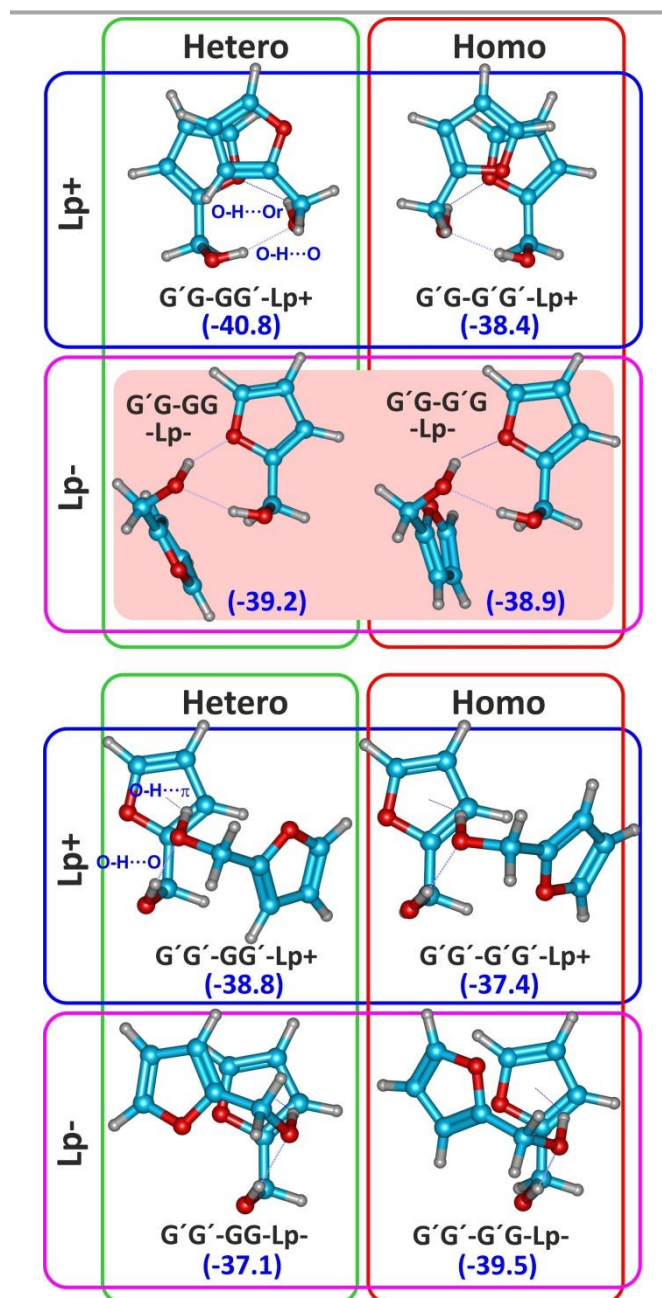 Hetero
Homo
Lp+
O-H···Or
O-H···O
G´G-GG´-Lp+
(-40.8)
G´G-G´G´-Lp+
(-38.4)
Lp-
G´G-GG
-Lp-
(-39.2)
G´G-G´G
-Lp-
(-38.9)
Hetero
Homo
Lp+
O-H···π
O-H···O
G´G´-GG´-Lp+
(-38.8)
G´G´-G´G´-Lp+
(-37.4)
Lp-
G´G´-GG-Lp-
(-37.1)
G´G´-G´G-Lp-
(-39.5)